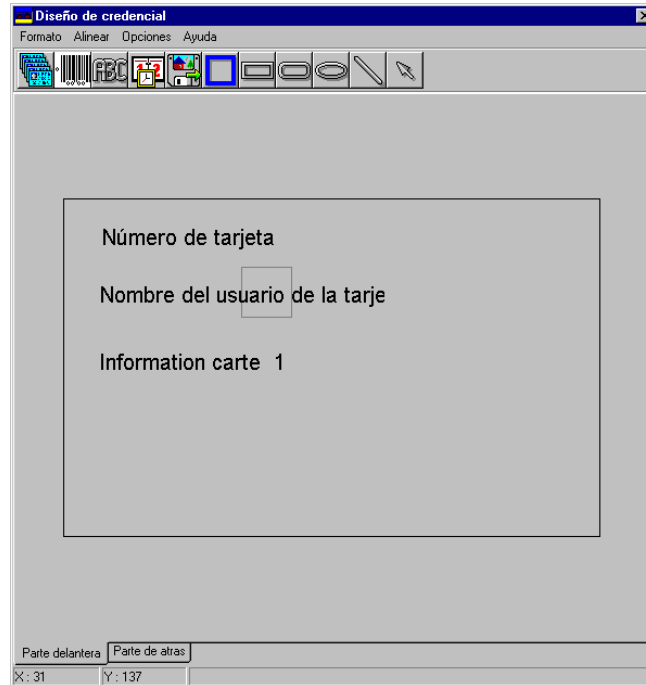 Diseño de credencial
Formato Alinear Opciones Ayuda
ABC
Número de tarjeta
Nombre del usuario de la tarje
Information carte 1
Parte delantera Parte de atras
X : 31 Y : 137